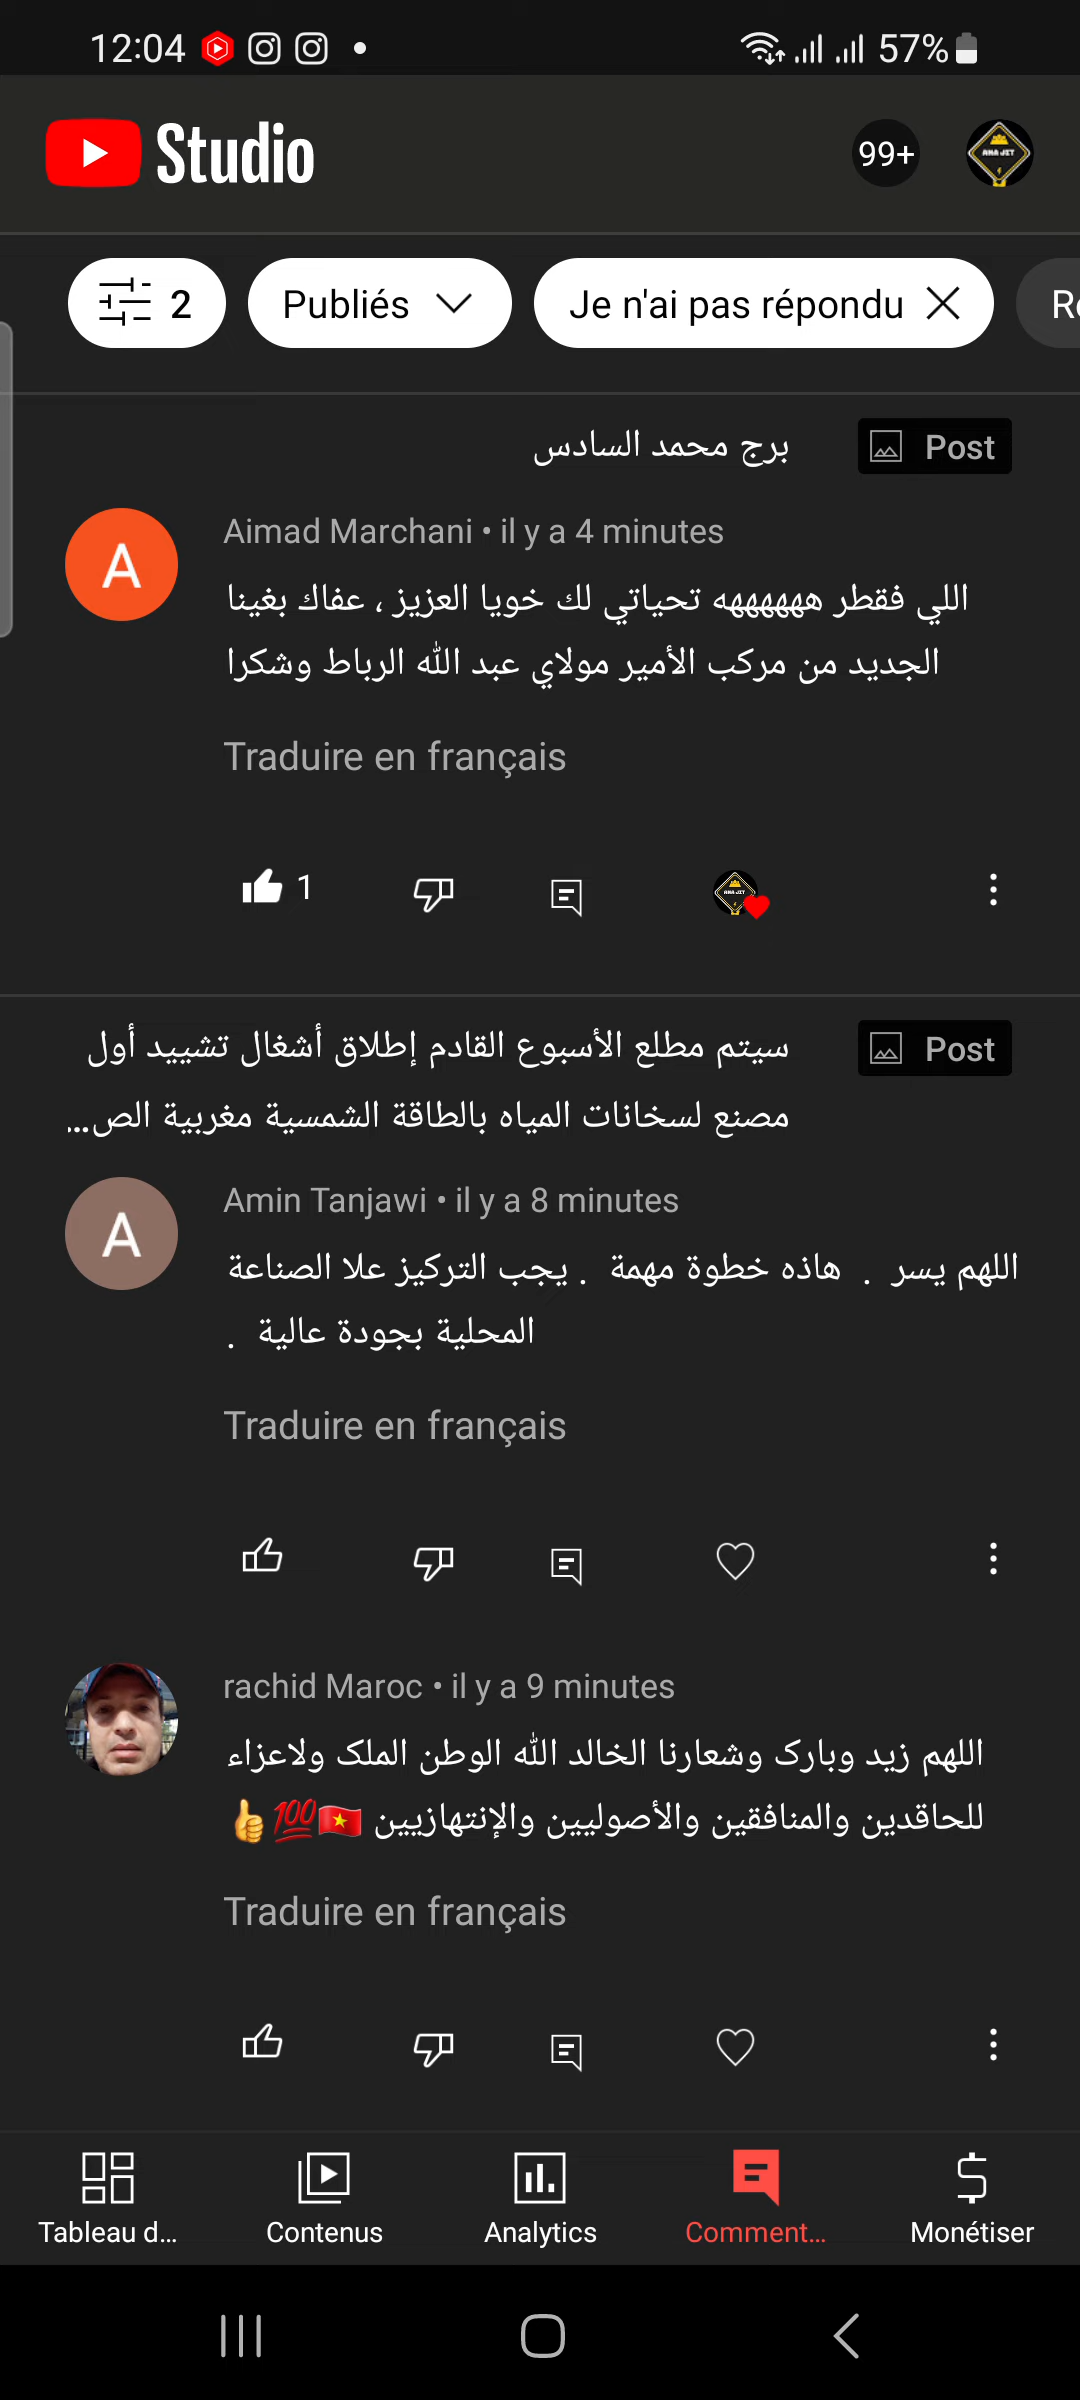 12:04
57%
Studio
99+
ANA JIT
2
Publiés
Je n'ai pas répondu
برج محمد السادس
Post
Aimad Marchani • il y a 4 minutes
اللي فقطر هههههه تحياتي لك خويا العزيز ، عفاك بغينا
الجديد من مركب الأمير مولاي عبد الله الرباط وشكرا
Traduire en français
1
سيتم مطلع الأسبوع القادم إطلاق أشغال تشييد أول
مصنع لسخانات المياه بالطاقة الشمسية مغربية الص...
Post
Amin Tanjawi • il y a 8 minutes
اللهم يسر . هاذه خطوة مهمة . يجب التركيز علا الصناعة
المحلية بجودة عالية .
Traduire en français
rachid Maroc • il y a 9 minutes
اللهم زيد وبارک وشعارنا الخالد الله الوطن الملک ولاعزاء
للحاقدين والمنافقين والأصوليين والإنتهازيين 🇻🇳💯👍
Traduire en français
Tableau d...
Contenus
Analytics
Comment...
Monétiser